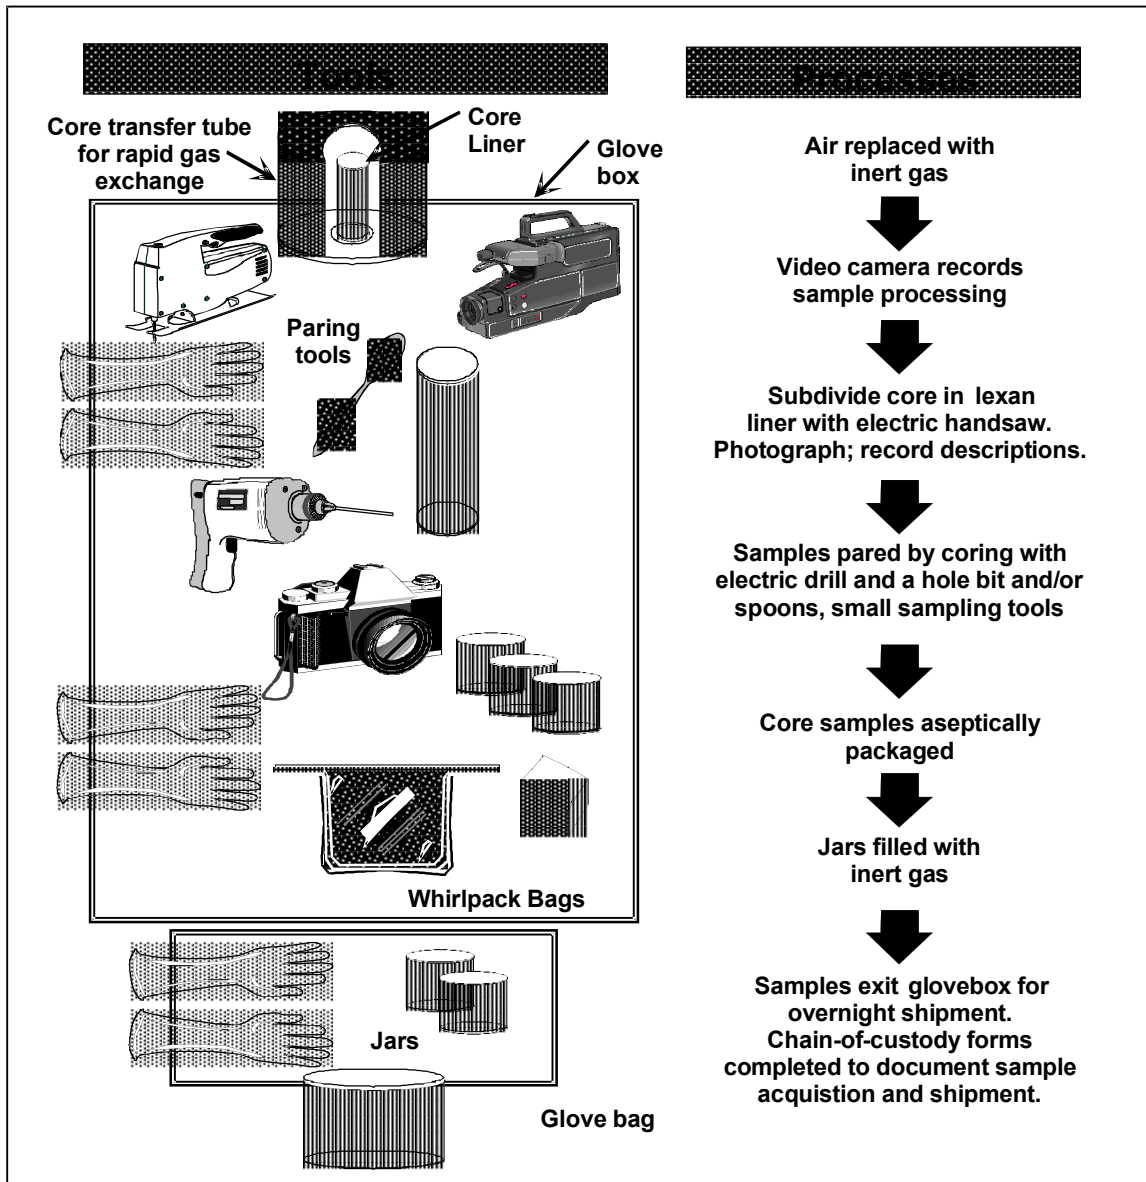 Tools
Processes
Core transfer tube
for rapid gas
exchange
Core
Liner
Glove
box
Paring
tools
Whirlpack Bags
Jars
Glove bag
Air replaced with
inert gas
Video camera records
sample processing
Subdivide core in lexan
liner with electric handsaw.
Photograph; record descriptions.
Samples pared by coring with
electric drill and a hole bit and/or
spoons, small sampling tools
Core samples aseptically
packaged
Jars filled with
inert gas
Samples exit glovebox for
overnight shipment.
Chain-of-custody forms
completed to document sample
acquistion and shipment.